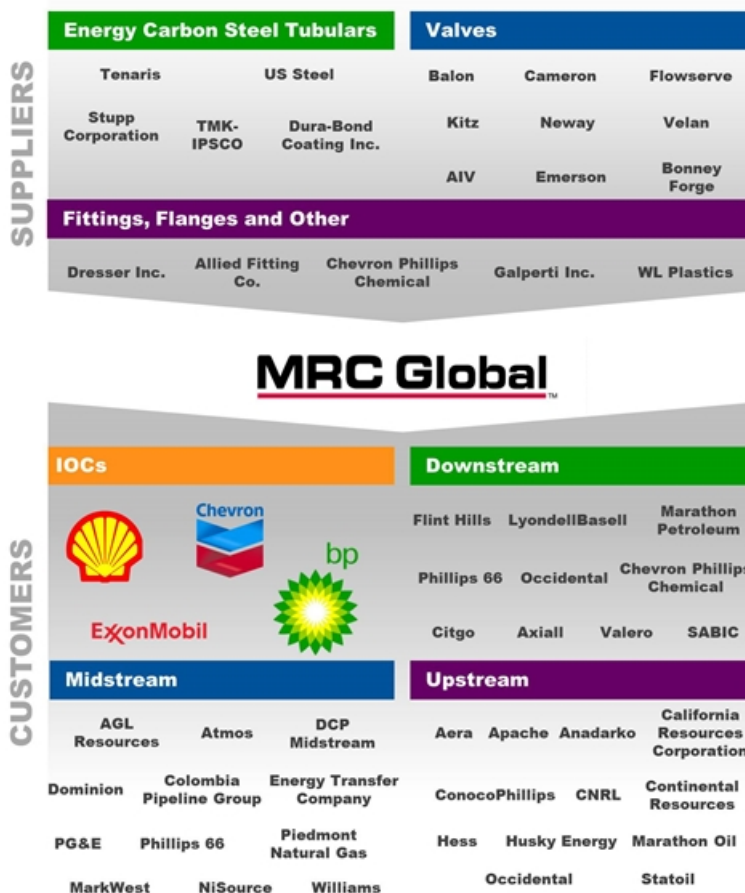 SUPPLIERS
Energy Carbon Steel Tubulars
Tenaris
US Steel
Stupp
Corporation
TMK-
IPSCO
Dura-Bond
Coating Inc.
Valves
Balon
Cameron
Flowserve
Kitz
Neway
Velan
AIV
Emerson
Bonney
Forge
Fittings, Flanges and Other
Dresser Inc.
Allied Fitting
Co.
Chevron Phillips
Chemical
Galperti Inc.
WL Plastics
MRC Global
TM
CUSTOMERS
IOCs
Chevron
bp
ExxonMobil
Downstream
Flint Hills
LyondellBasell
Marathon
Petroleum
Phillips 66
Occidental
Chevron Phillips
Chemical
Citgo
Axiall
Valero
SABIC
Midstream
AGL
Resources
Atmos
DCP
Midstream
Dominion
Colombia
Pipeline Group
Energy Transfer
Company
PG&E
Phillips 66
Piedmont
Natural Gas
MarkWest
NiSource
Williams
Upstream
Aera
Apache
Anadarko
California
Resources
Corporation
ConocoPhillips
CNRL
Continental
Resources
Hess
Husky Energy
Marathon Oil
Occidental
Statoil